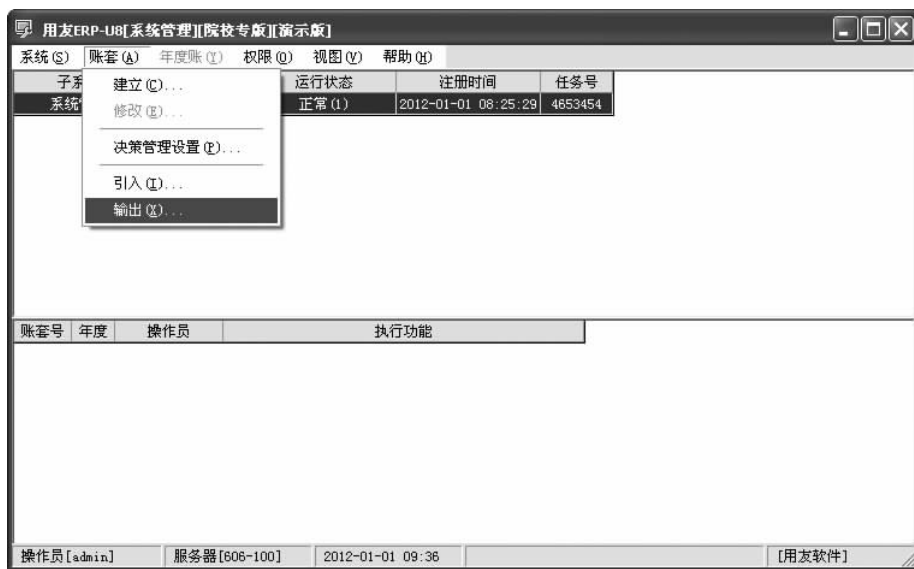 用友ERP-U8[系统管理][院校专版][演示版]
系统(S) 账套(A) 年度账(Y) 权限(O) 视图(V) 帮助(H)
子系 运行状态 注册时间 任务号
系统 正常(1) 2012-01-01 08:25:29 4653454
建立(C)...
修改(E)...
决策管理设置(P)...
引入(I)...
输出(X)...
账套号 年度 操作员 执行功能
操作员[admin] 服务器[606-100] 2012-01-01 09:36 [用友软件]